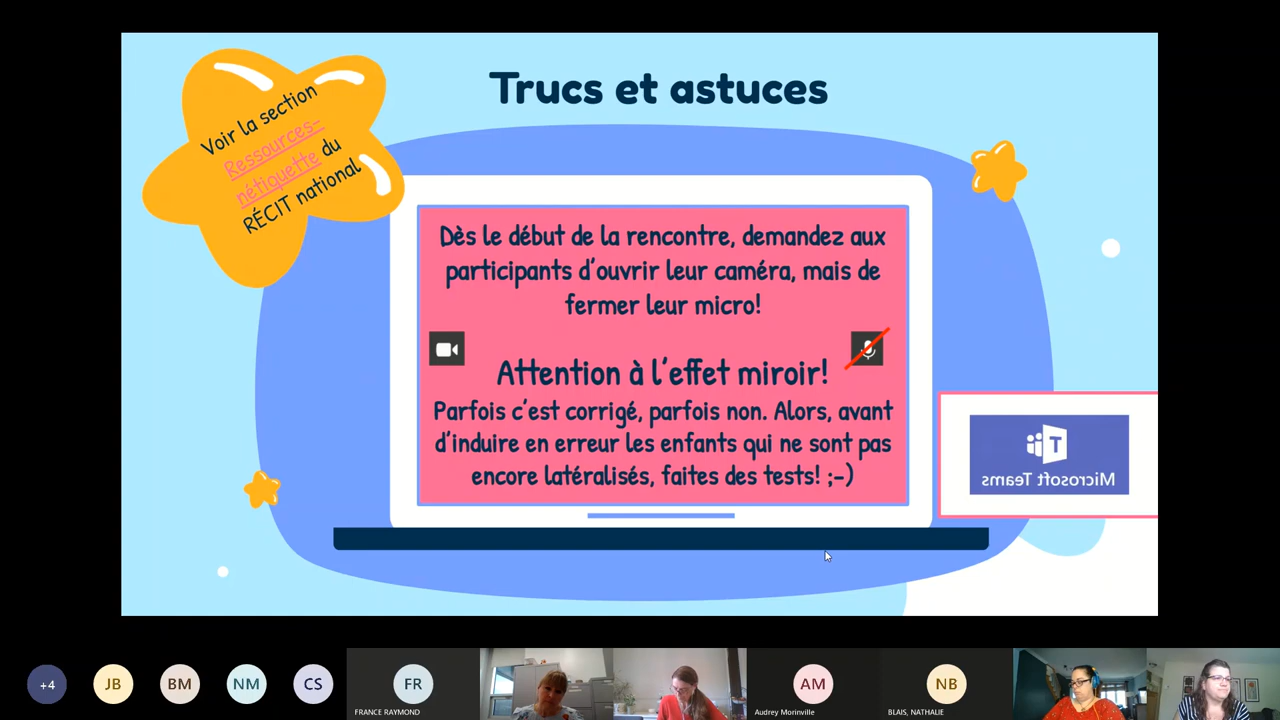 Trucs et astuces
Voir la section
Ressources-
nétiquette du
RÉCIT national
Dès le début de la rencontre, demandez aux
participants d'ouvrir leur caméra, mais de
fermer leur micro!
Attention à l'effet miroir!
Parfois c'est corrigé, parfois non. Alors, avant
d'induire en erreur les enfants qui ne sont pas
encore latéralisés, faites des tests! ;-)
T
Microsoft Teams
+4
JB
BM
NM
CS
FR
AM
NB
FRANCE RAYMOND
Audrey Morinville
BLAIS, NATHALIE